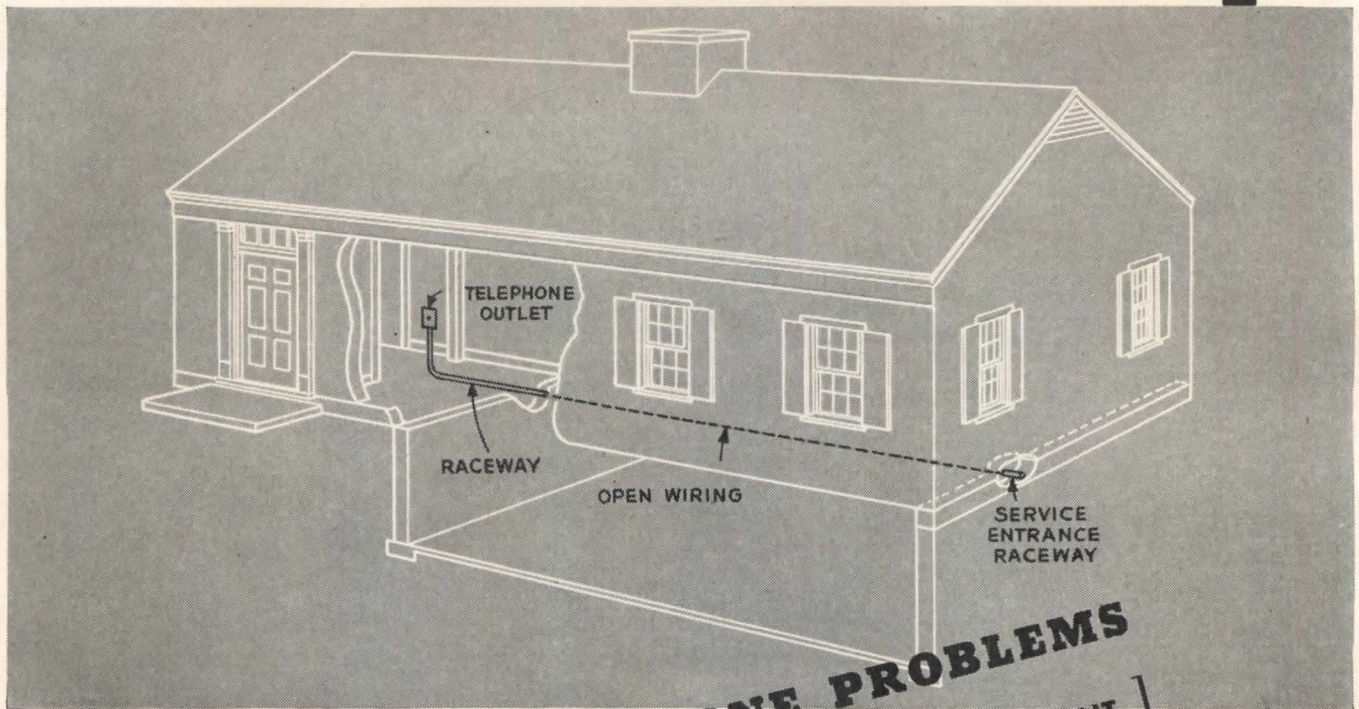 TELEPHONE
OUTLET
RACEWAY
OPEN WIRING
SERVICE
ENTRANCE
RACEWAY
PROBLEMS